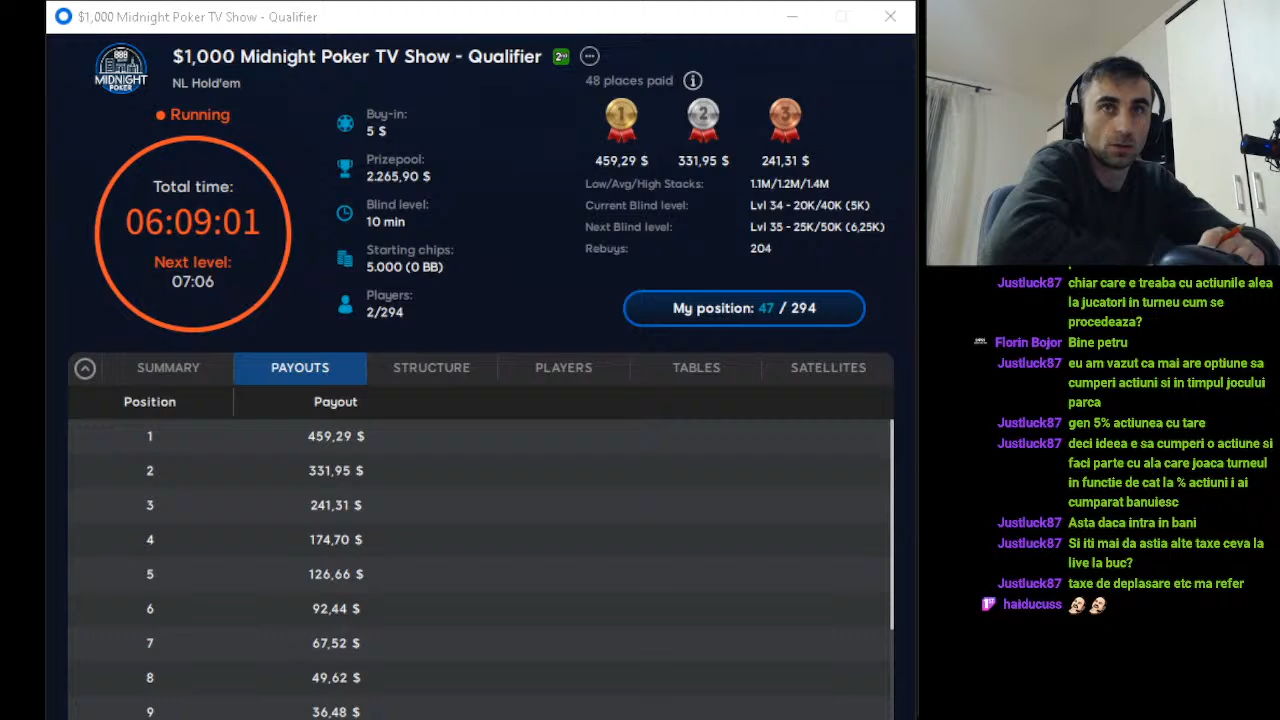 $1,000 Midnight Poker TV Show - Qualifier
888
MIDNIGHT
POKER
$1,000 Midnight Poker TV Show - Qualifier
2nd
NL Hold'em
48 places paid
Running
Total time:
06:09:01
Next level:
07:06
Buy-in:
5 $
Prizepool:
2.265,90 $
Blind level:
10 min
Starting chips:
5.000 (0 BB)
Players:
2/294
1
2
3
459,29 $
331,95 $
241,31 $
Low/Avg/High Stacks: 1.1M/1.2M/1.4M
Current Blind level: Lvl 34 - 20K/40K (5K)
Next Blind level: Lvl 35 - 25K/50K (6,25K)
Rebuys: 204
My position: 47 / 294
SUMMARY PAYOUTS STRUCTURE PLAYERS TABLES SATELLITES
Position Payout
1 459,29 $
2 331,95 $
3 241,31 $
4 174,70 $
5 126,66 $
6 92,44 $
7 67,52 $
8 49,62 $
9 36,48 $
Justluck87 chiar care e treaba cu actiunile alea
la jucatori in turneu cum se
procedeaza?
Florin Bojor Bine petru
Justluck87 eu am vazut ca mai are optiune sa
cumperi actiuni si in timpul jocului
parca
Justluck87 gen 5% actiunea cu tare
Justluck87 deci ideea e sa cumperi o actiune si
faci parte cu ala care joaca turneul
in functie de cat la % actiuni i ai
cumparat banuiesc
Justluck87 Asta daca intra in bani
Justluck87 Si iti mai da astia alte taxe ceva la
live la buc?
Justluck87 taxe de deplasare etc ma refer
haiducuss